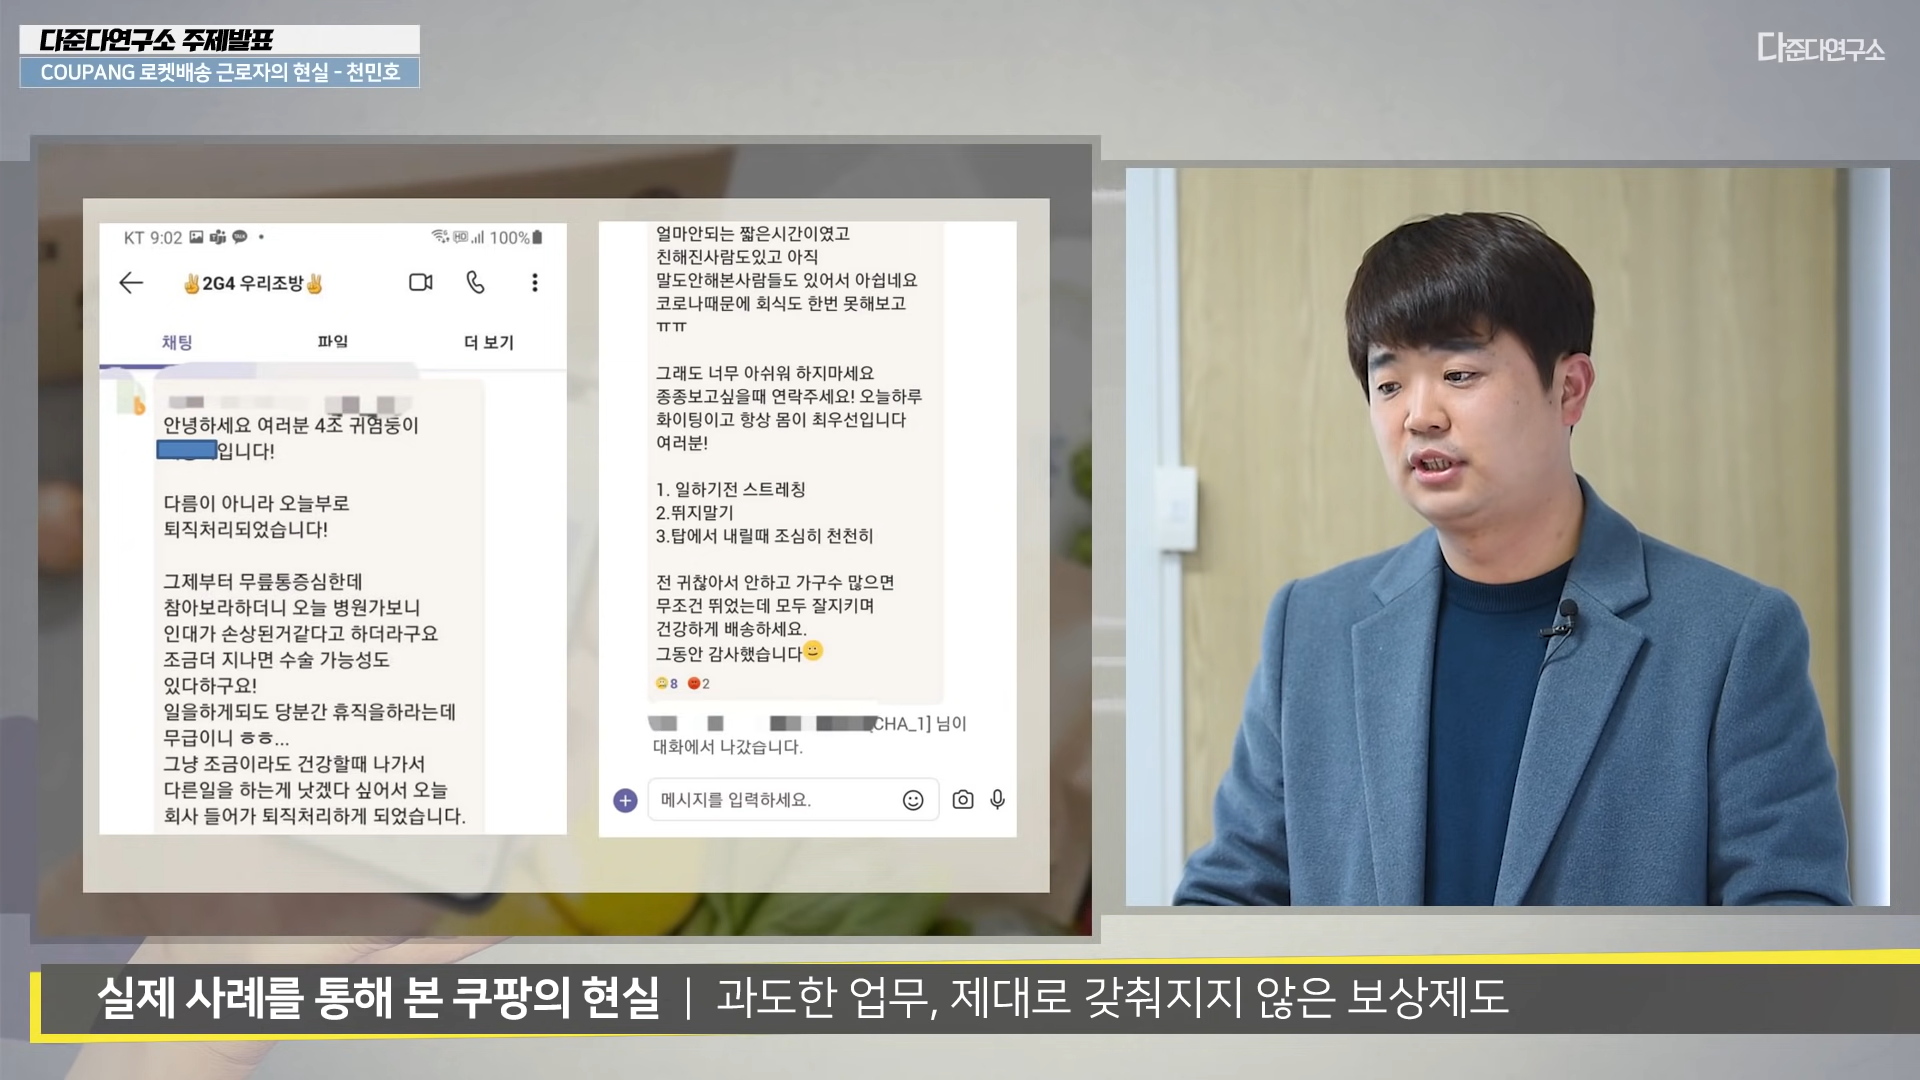 다준다연구소 주제발표
COUPANG 로켓배송 근로자의 현실 - 천민호
다준다연구소
KT 9:02
HD
100%
✌2G4 우리조방✌
채팅
파일
더 보기
안녕하세요 여러분 4조 귀염둥이
입니다!
다름이 아니라 오늘부로
퇴직처리되었습니다!
그제부터 무릎통증심한데
참아보라하더니 오늘 병원가보니
인대가 손상된거같다고 하더라구요
조금더 지나면 수술 가능성도
있다하구요!
일을하게되도 당분간 휴직을하라는데
무급이니 ㅎㅎ...
그냥 조금이라도 건강할때 나가서
다른일을 하는게 낫겠다 싶어서 오늘
회사 들어가 퇴직처리하게 되었습니다.
얼마안되는 짧은시간이였고
친해진사람도있고 아직
말도안해본사람들도 있어서 아쉽네요
코로나때문에 회식도 한번 못해보고
ㅠㅠ
그래도 너무 아쉬워 하지마세요
종종보고싶을때 연락주세요! 오늘하루
화이팅이고 항상 몸이 최우선입니다
여러분!
1. 일하기전 스트레칭
2.뛰지말기
3.탑에서 내릴때 조심히 천천히
전 귀찮아서 안하고 가구수 많으면
무조건 뛰었는데 모두 잘지키며
건강하게 배송하세요.
그동안 감사했습니다🙂
8 2
CHA_1] 님이
대화에서 나갔습니다.
메시지를 입력하세요.
실제 사례를 통해 본 쿠팡의 현실 | 과도한 업무, 제대로 갖춰지지 않은 보상제도